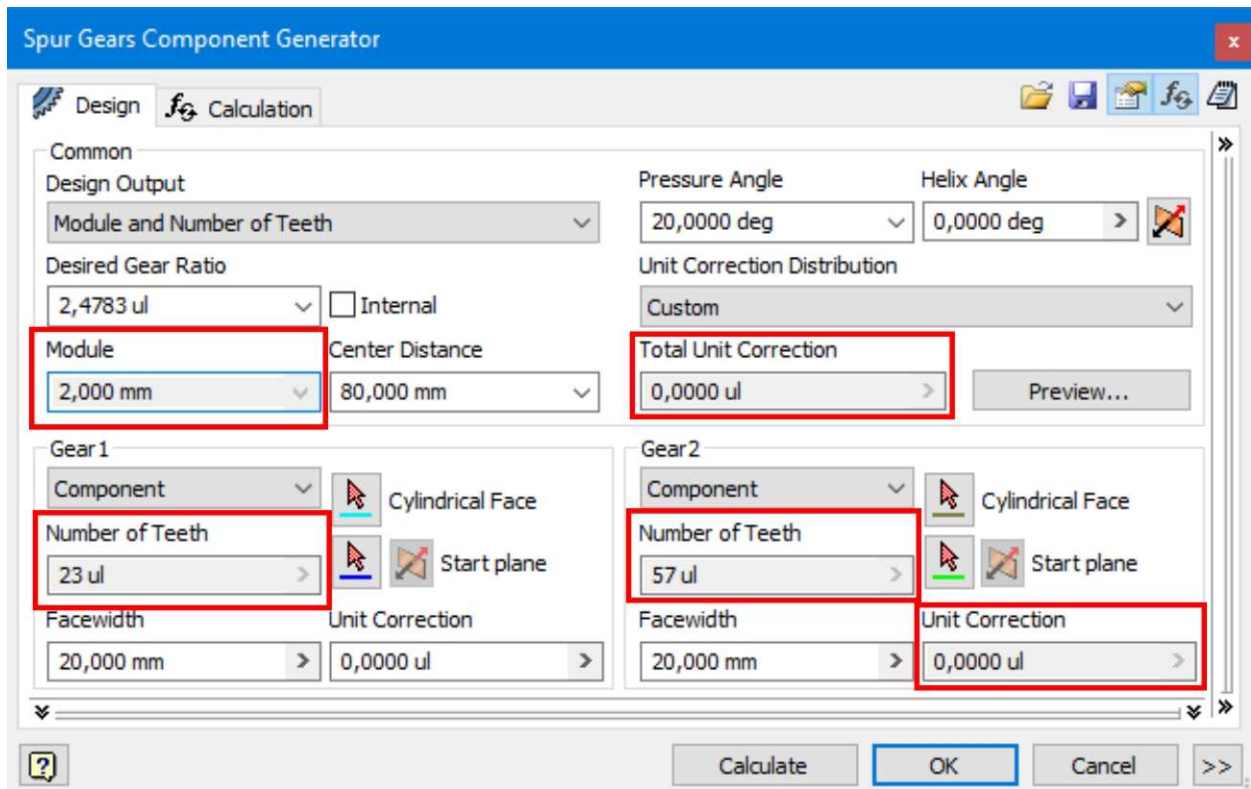 Spur Gears Component Generator
x
Design
fG Calculation
fG
Common
Design Output
Pressure Angle
Helix Angle
Module and Number of Teeth
20,0000 deg
0,0000 deg
>
Desired Gear Ratio
Unit Correction Distribution
2,4783 ul
Internal
Custom
Module
Center Distance
Total Unit Correction
2,000 mm
80,000 mm
0,0000 ul
>
Preview...
Gear1
Gear2
Component
Cylindrical Face
Component
Cylindrical Face
Number of Teeth
Number of Teeth
23 ul
>
Start plane
57 ul
>
Start plane
Facewidth
Unit Correction
Facewidth
Unit Correction
20,000 mm
>
0,0000 ul
>
20,000 mm
>
0,0000 ul
>
?
Calculate
OK
Cancel
>>